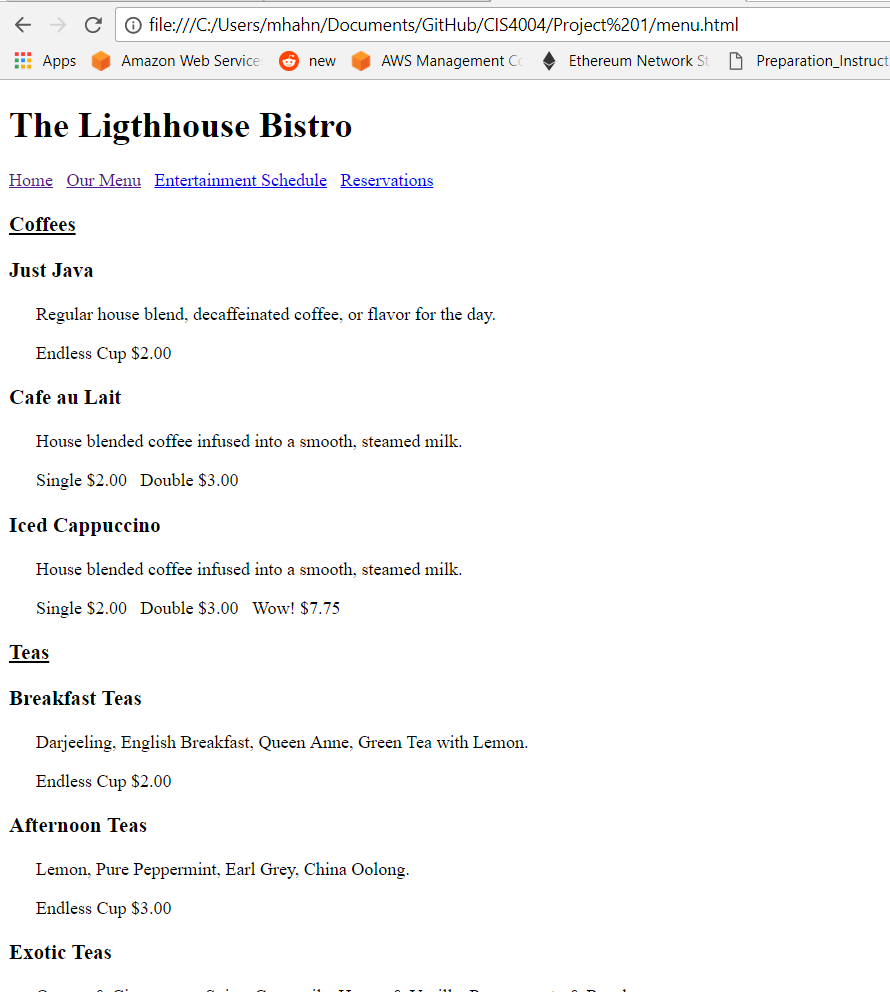 file:///C:/Users/mhahn/Documents/GitHub/CIS4004/Project%201/menu.html
Apps Amazon Web Service new AWS Management Co Ethereum Network St Preparation_Instruct
The Ligthhouse Bistro
Home Our Menu Entertainment Schedule Reservations
Coffees
Just Java
Regular house blend, decaffeinated coffee, or flavor for the day.
Endless Cup $2.00
Cafe au Lait
House blended coffee infused into a smooth, steamed milk.
Single $2.00 Double $3.00
Iced Cappuccino
House blended coffee infused into a smooth, steamed milk.
Single $2.00 Double $3.00 Wow! $7.75
Teas
Breakfast Teas
Darjeeling, English Breakfast, Queen Anne, Green Tea with Lemon.
Endless Cup $2.00
Afternoon Teas
Lemon, Pure Peppermint, Earl Grey, China Oolong.
Endless Cup $3.00
Exotic Teas